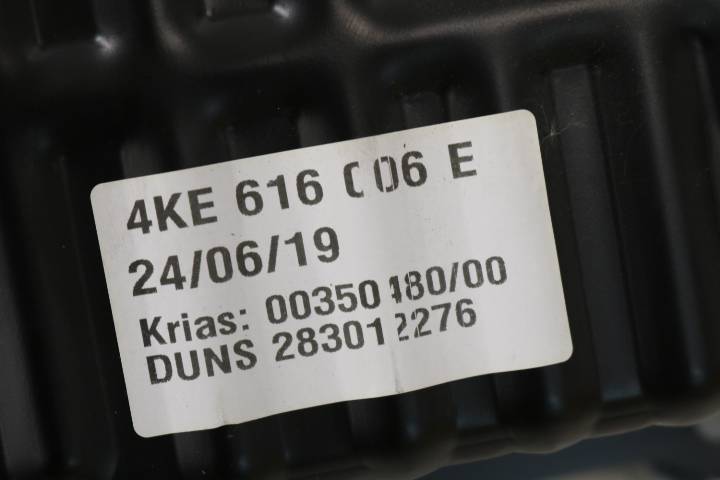 4KE 616 006 E
24/06/19
Krias: 00350480/00
DUNS 283012276